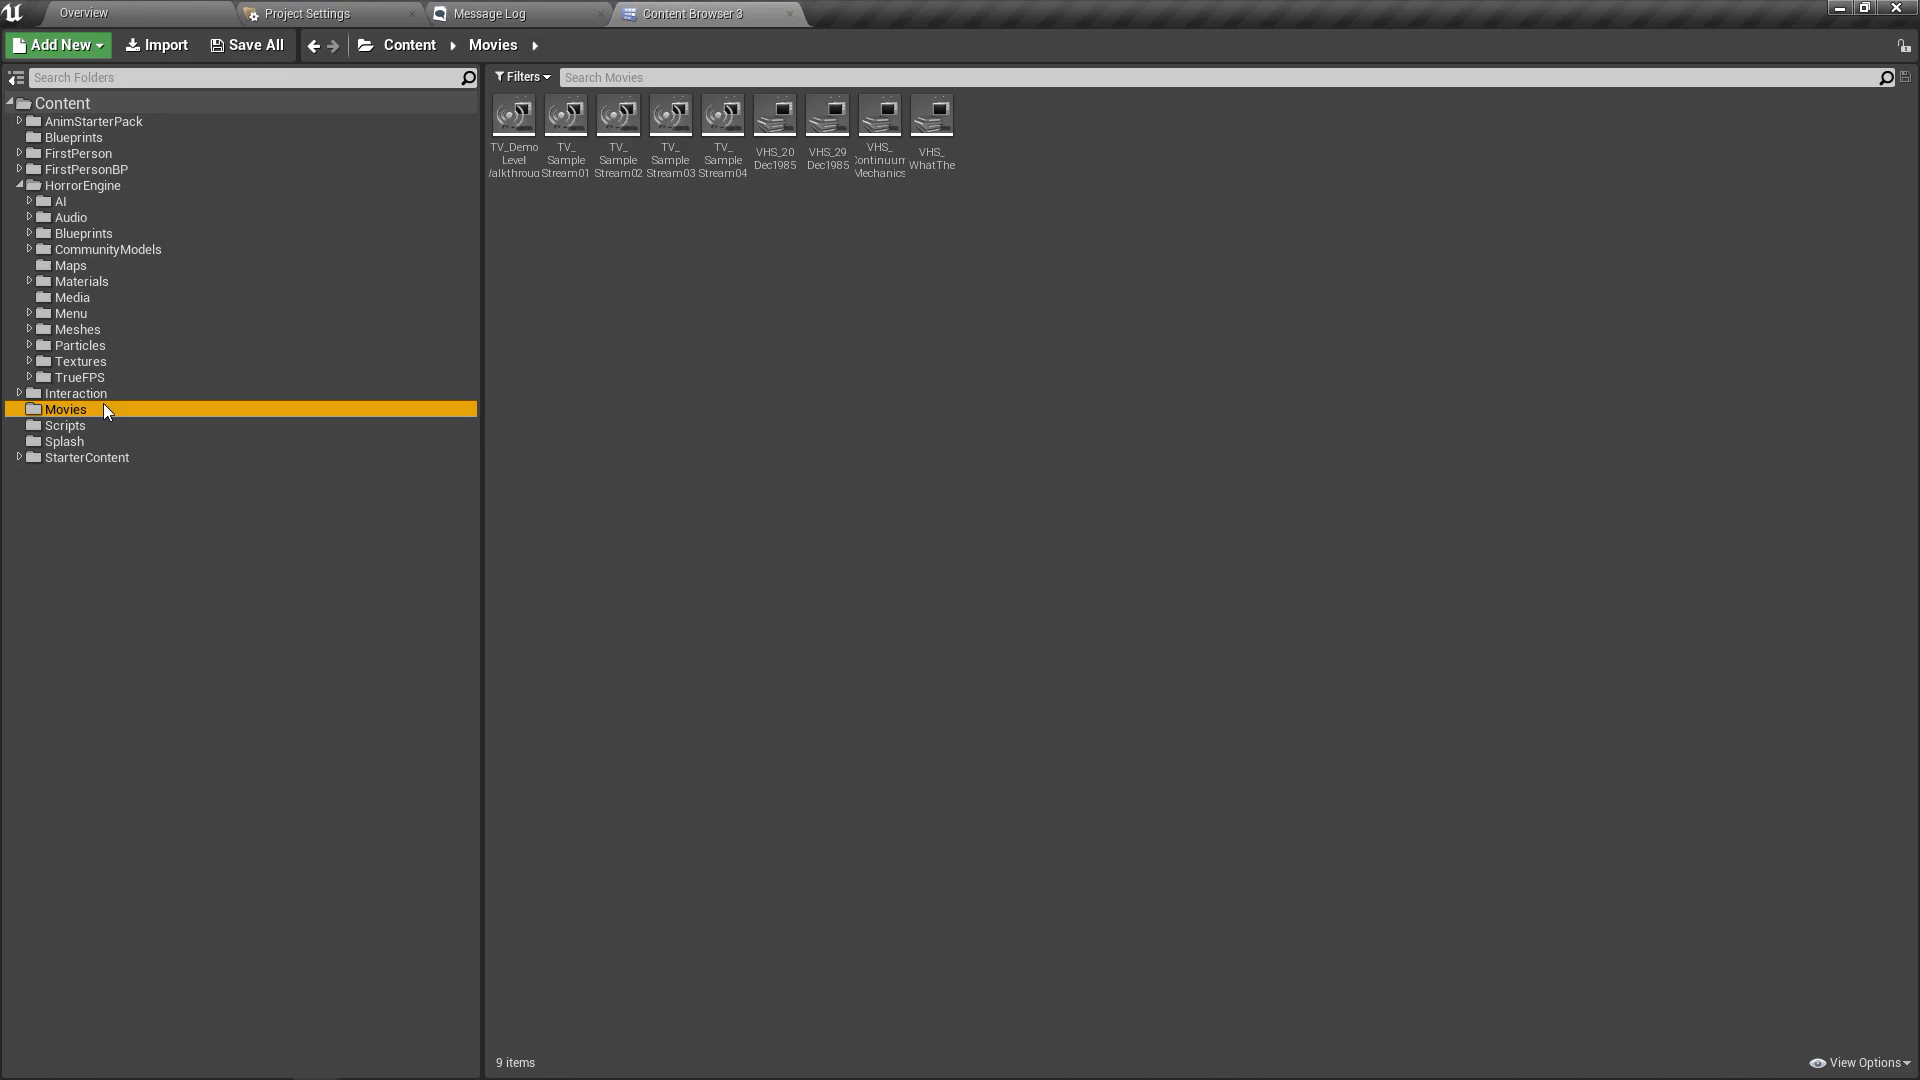 Overview
Project Settings
Message Log
Content Browser 3
Add New
Import
Save All
Content
Movies
Search Folders
Filters
Search Movies
Content
AnimStarterPack
Blueprints
FirstPerson
FirstPersonBP
HorrorEngine
AI
Audio
Blueprints
CommunityModels
Maps
Materials
Media
Menu
Meshes
Particles
Textures
TrueFPS
Interaction
Movies
Scripts
Splash
StarterContent
TV_Demo
Level
/alkthroug
TV_
Sample
Stream01
TV_
Sample
Stream02
TV_
Sample
Stream03
TV_
Sample
Stream04
VHS_20
Dec1985
VHS_29
Dec1985
VHS_
Continuum
Mechanics
VHS_
WhatThe
9 items
View Options